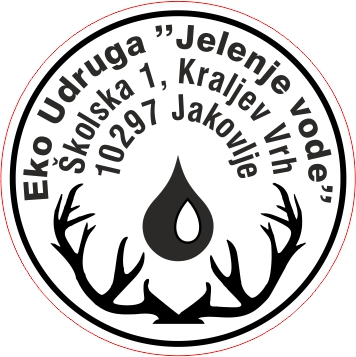 Eko Udruga ”Jelenje vode”
Školska 1, Kraljev Vrh
10297 Jakovlje